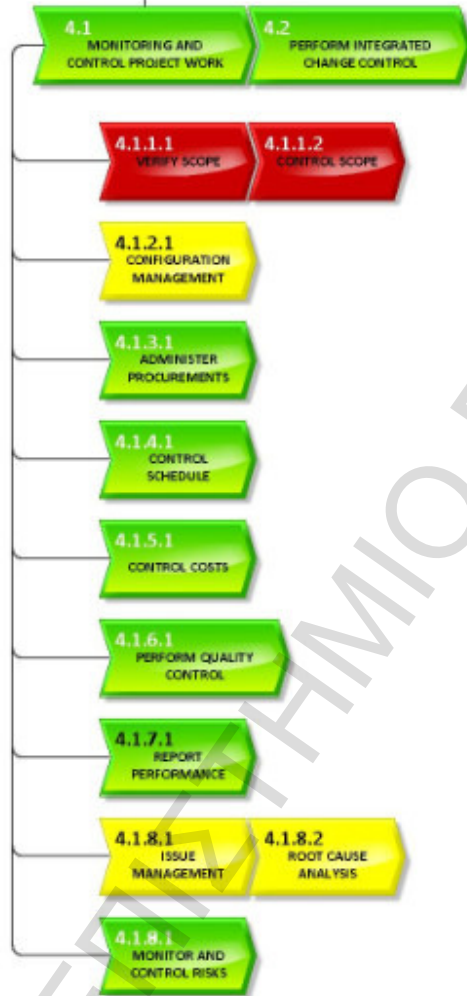 4.1
MONITORING AND
CONTROL PROJECT WORK
4.2
PERFORM INTEGRATED
CHANGE CONTROL
4.1.1.1
VERIFY SCOPE
4.1.1.2
CONTROL SCOPE
4.1.2.1
CONFIGURATION
MANAGEMENT
4.1.3.1
ADMINISTER
PROCUREMENTS
4.1.4.1
CONTROL
SCHEDULE
4.1.5.1
CONTROL COSTS
4.1.6.1
PERFORM QUALITY
CONTROL
4.1.7.1
REPORT
PERFORMANCE
4.1.8.1
ISSUE
MANAGEMENT
4.1.8.2
ROOT CAUSE
ANALYSIS
4.1.8.1
MONITOR AND
CONTROL RISKS